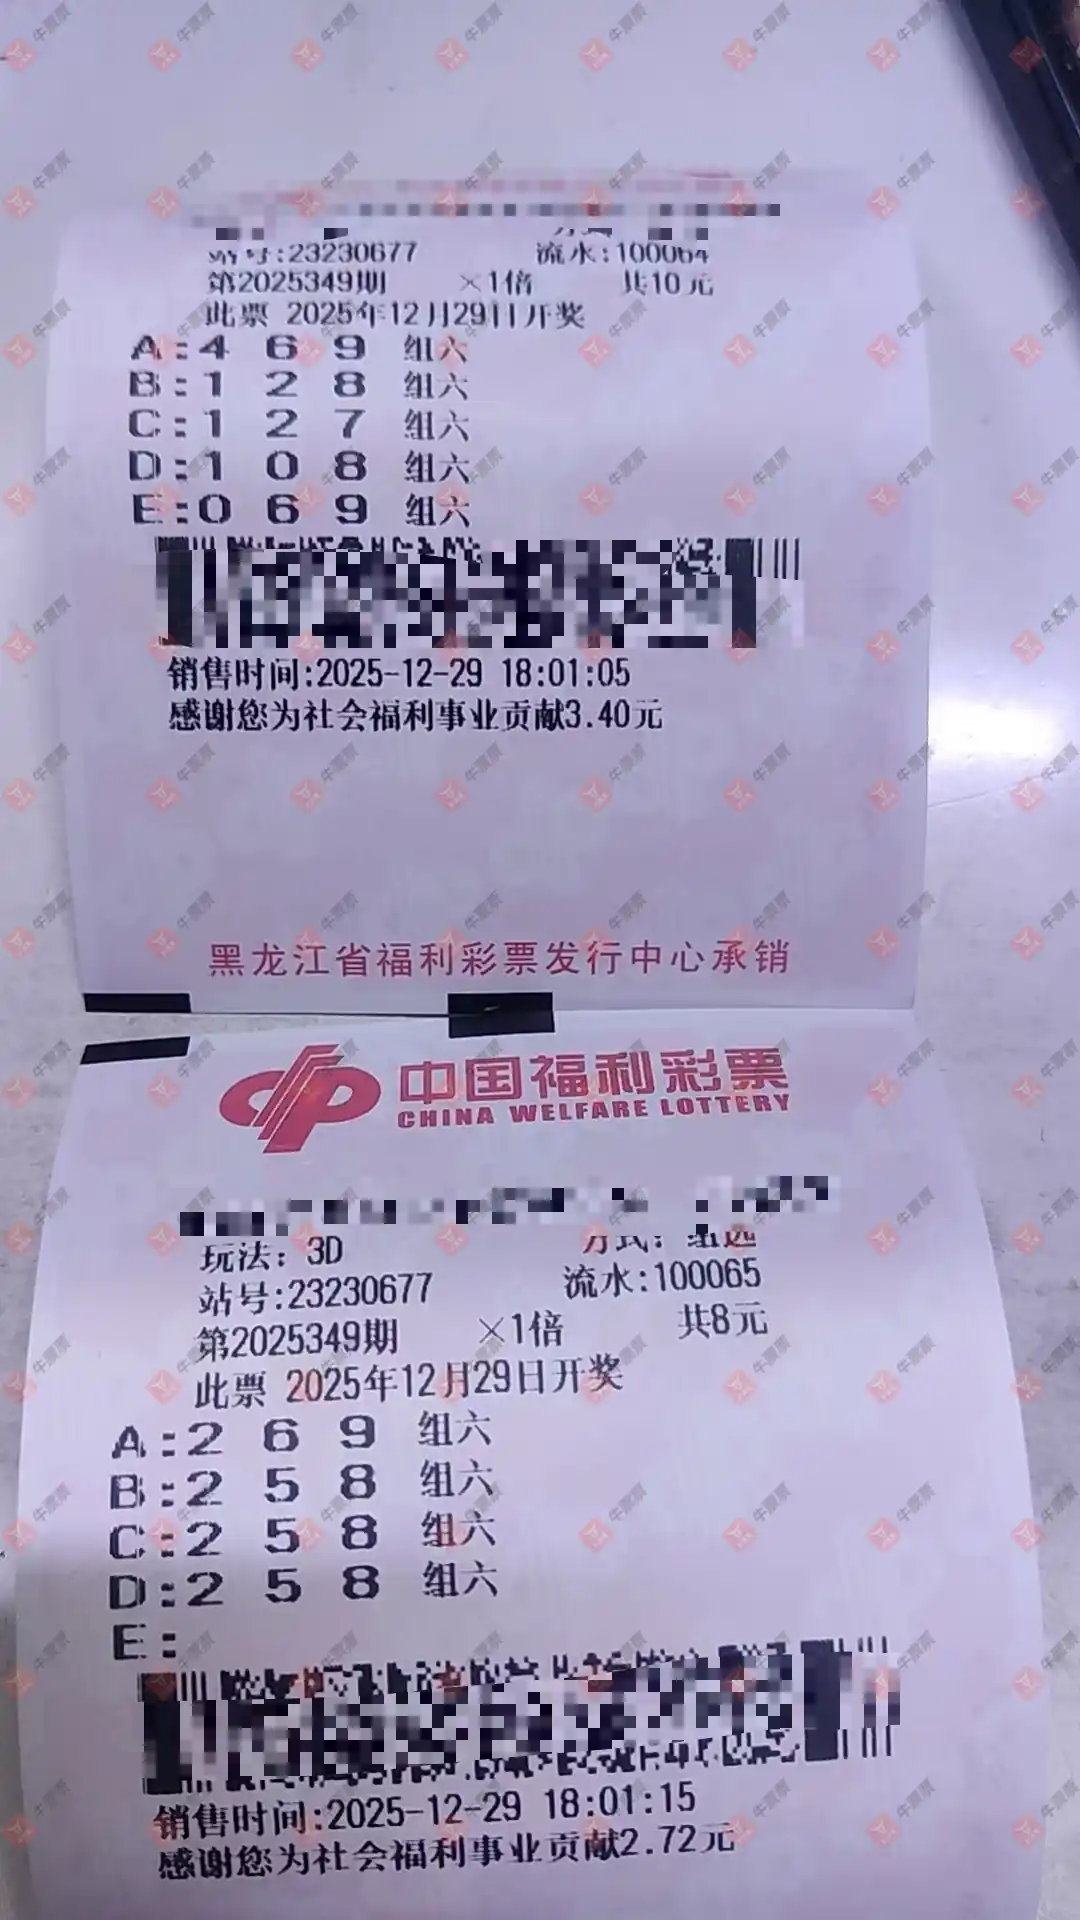 站号:23230677 流水:100064
第2025349期 ×1倍 共10元
此票 2025年12月29日开奖
A:4 6 9 组六
B:1 2 8 组六
C:1 2 7 组六
D:1 0 8 组六
E:0 6 9 组六
销售时间:2025-12-29 18:01:05
感谢您为社会福利事业贡献3.40元
黑龙江省福利彩票发行中心承销
中国福利彩票
CHINA WELFARE LOTTERY
玩法: 3D 方式: 组选
站号:23230677 流水:100065
第2025349期 ×1倍 共8元
此票 2025年12月29日开奖
A:2 6 9 组六
B:2 5 8 组六
C:2 5 8 组六
D:2 5 8 组六
E:
销售时间:2025-12-29 18:01:15
感谢您为社会福利事业贡献2.72元
牛票票